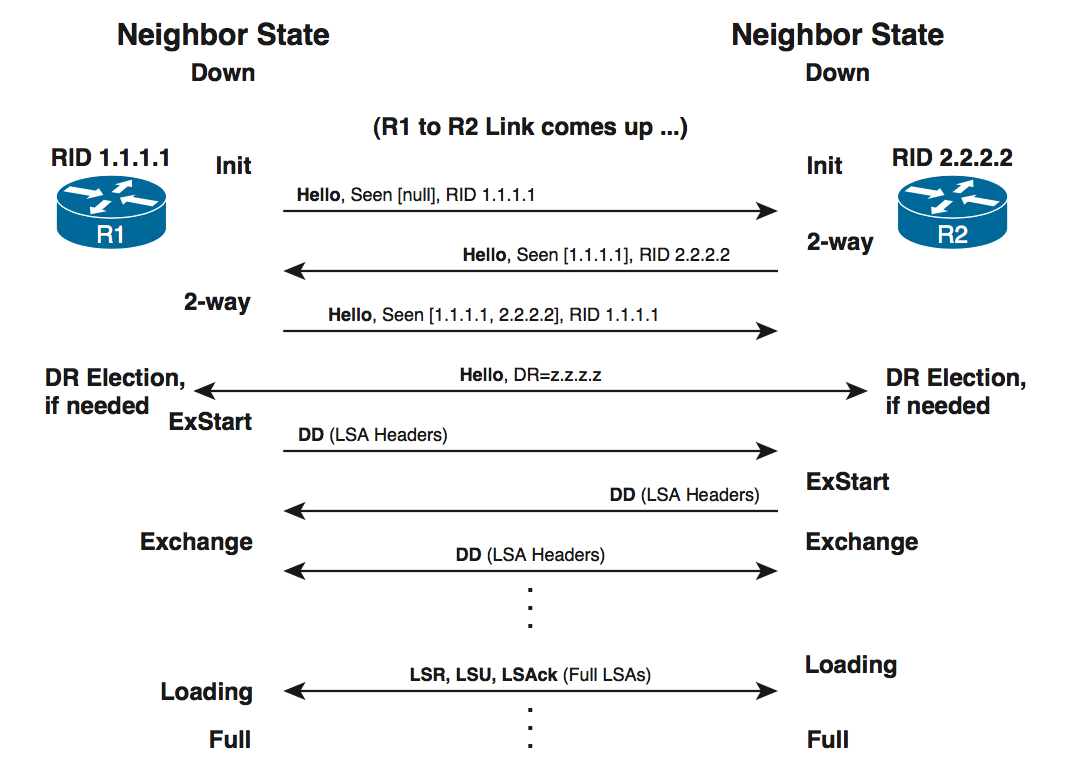 Neighbor State
Neighbor State
Down
Down
(R1 to R2 Link comes up ...)
RID 1.1.1.1
Init
Init
RID 2.2.2.2
Hello, Seen [null], RID 1.1.1.1
R1
R2
2-way
Hello, Seen [1.1.1.1], RID 2.2.2.2
2-way
Hello, Seen [1.1.1.1, 2.2.2.2], RID 1.1.1.1
DR Election,
if needed
Hello, DR=z.z.z.z
DR Election,
if needed
ExStart
DD (LSA Headers)
ExStart
DD (LSA Headers)
Exchange
Exchange
DD (LSA Headers)
Loading
LSR, LSU, LSAck (Full LSAs)
Loading
Full
Full